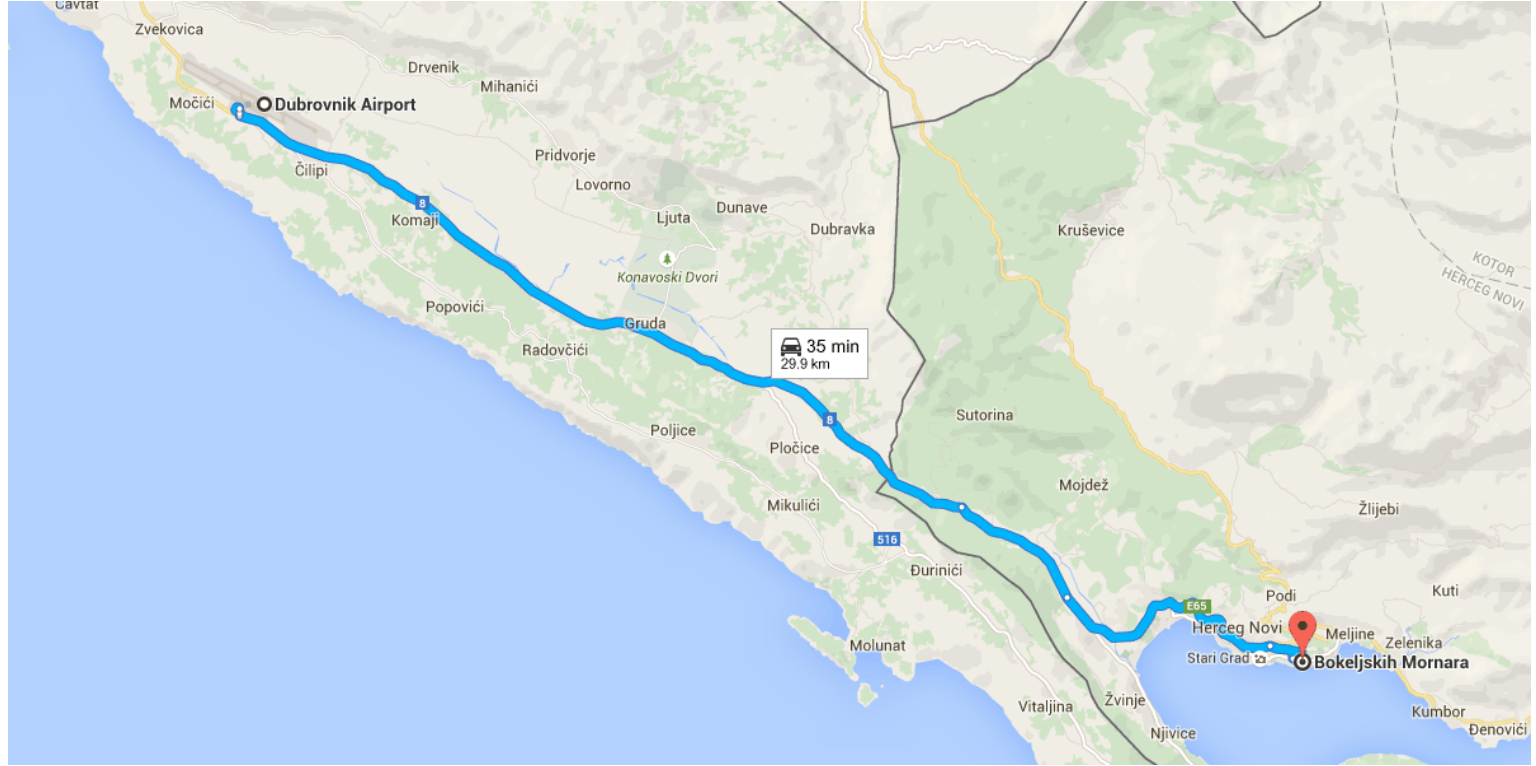 Cavtat
Zvekovica
Drvenik
Mihanići
Močići
Dubrovnik Airport
Pridvorje
Čilipi
Lovorno
8
Komaji
Ljuta
Dunave
Dubravka
Kruševice
KOTOR
HERCEG NOVI
Konavoski Dvori
Popovići
Gruda
Radovčići
35 min
29.9 km
8
Sutorina
Poljice
Pločice
Mojdež
Mikulići
Žlijebi
516
Đurinići
Podi
Kuti
E65
Herceg Novi
Meljine
Zelenika
Molunat
Stari Grad
Bokeljskih Mornara
Vitaljina
Žvinje
Kumbor
Njivice
Đenovići